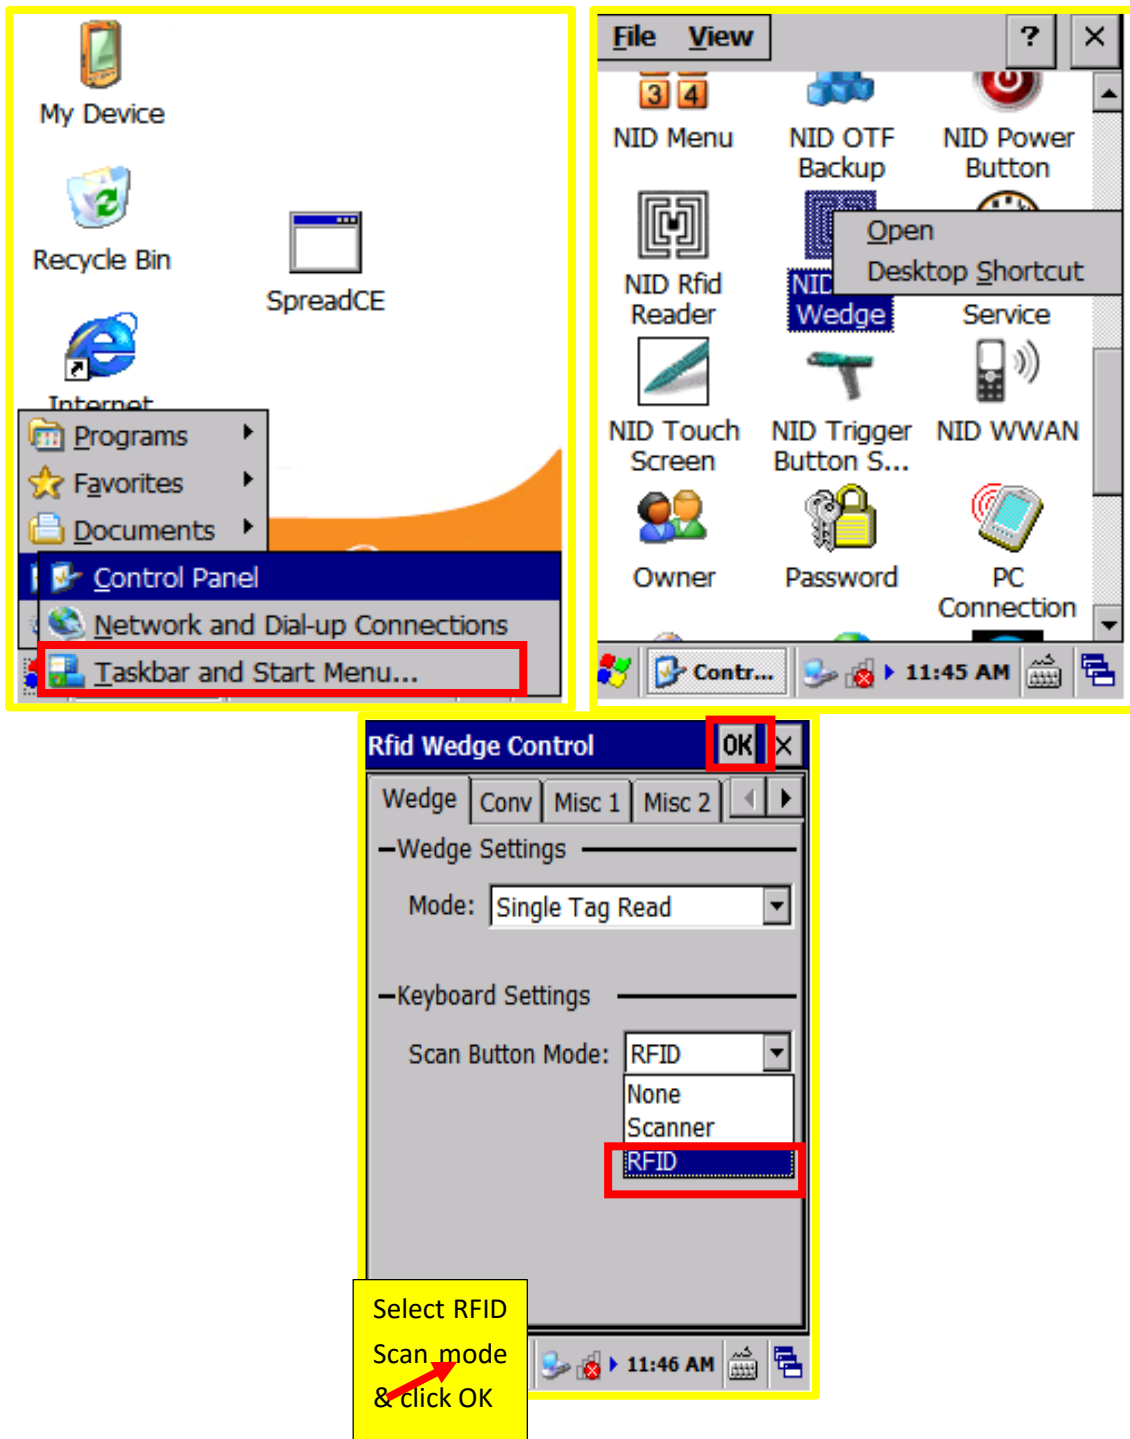 My Device
Recycle Bin
SpreadCE
Internet
Programs
Favorites
Documents
Control Panel
Network and Dial-up Connections
Taskbar and Start Menu...
File View ? ×
3 4
NID Menu NID OTF Backup NID Power Button
NID Rfid Reader NID Wedge Service
Open
Desktop Shortcut
NID Touch Screen NID Trigger Button S... NID WWAN
Owner Password PC Connection
Contr... 11:45 AM
Rfid Wedge Control OK ×
Wedge Conv Misc 1 Misc 2
Wedge Settings
Mode: Single Tag Read
Keyboard Settings
Scan Button Mode: RFID
None
Scanner
RFID
Select RFID
Scan mode
& click OK
11:46 AM